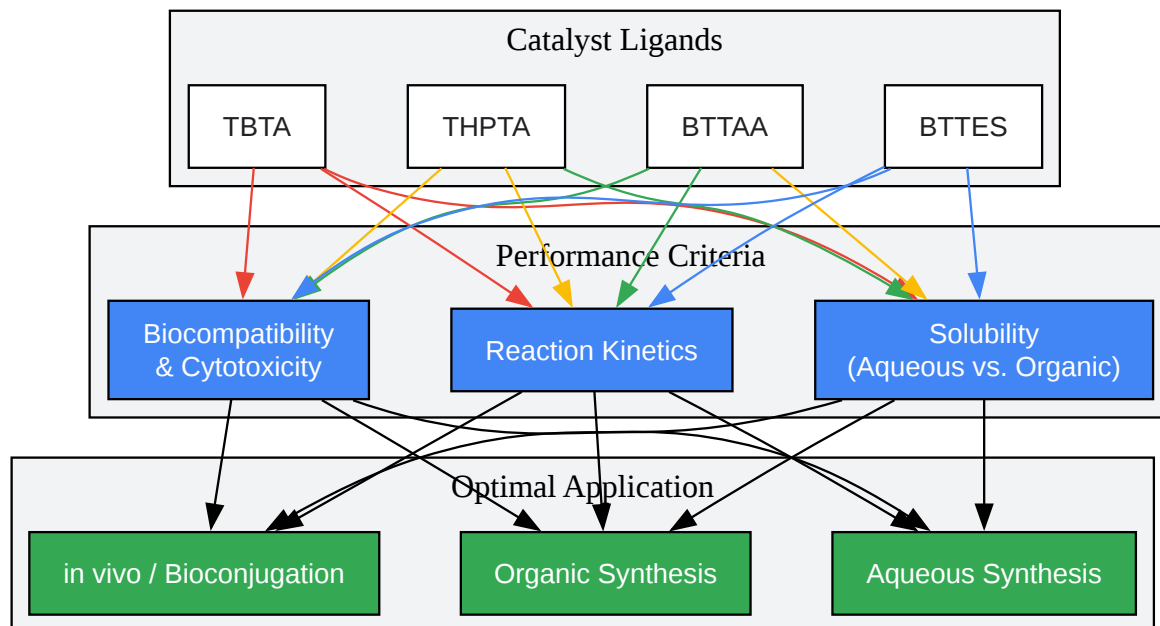 Catalyst Ligands
TBTA
THPTA
BTTAA
BTTES
Performance Criteria
Biocompatibility
& Cytotoxicity
Reaction Kinetics
Solubility
(Aqueous vs. Organic)
Optimal Application
in vivo / Bioconjugation
Organic Synthesis
Aqueous Synthesis